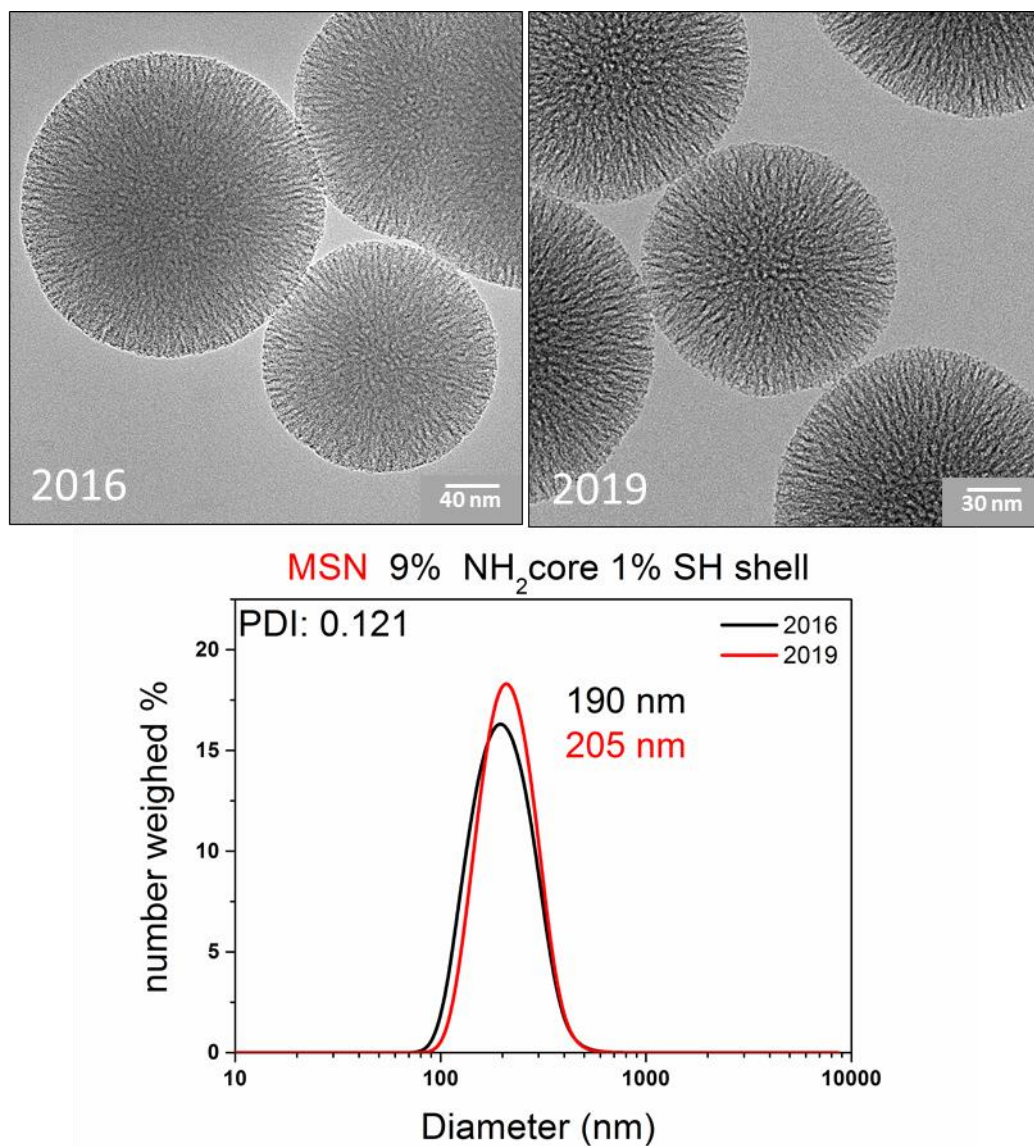 2016
40 nm
2019
30 nm
MSN 9% NH₂core 1% SH shell
PDI: 0.121
2016
2019
190 nm
205 nm
number weighed %
20
15
10
5
0
10
100
1000
10000
Diameter (nm)